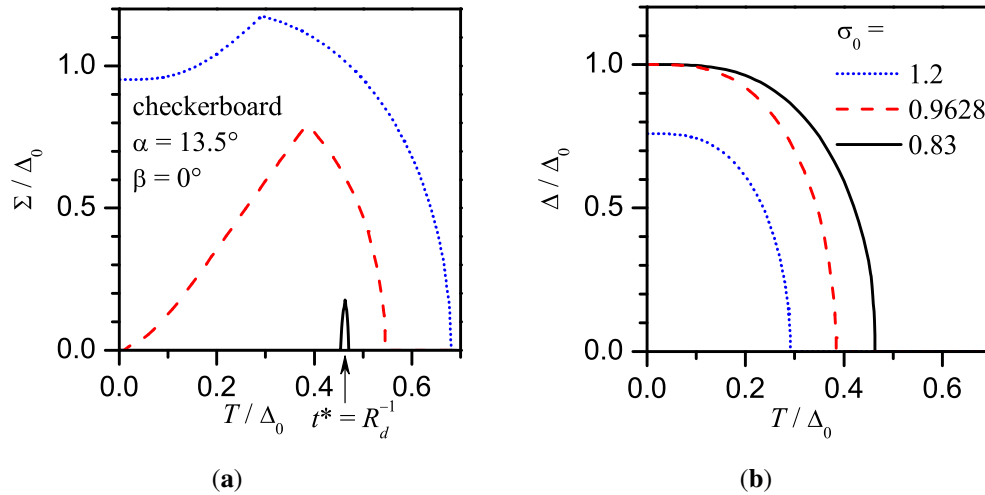 1.0
0.5
0.0
Σ / Δ₀
checkerboard
α = 13.5°
β = 0°
0.0 0.2 0.4 0.6
T / Δ₀
t* = R_d⁻¹
(a)
1.0
0.5
0.0
Δ / Δ₀
σ₀ =
1.2
0.9628
0.83
0.0 0.2 0.4 0.6
T / Δ₀
(b)